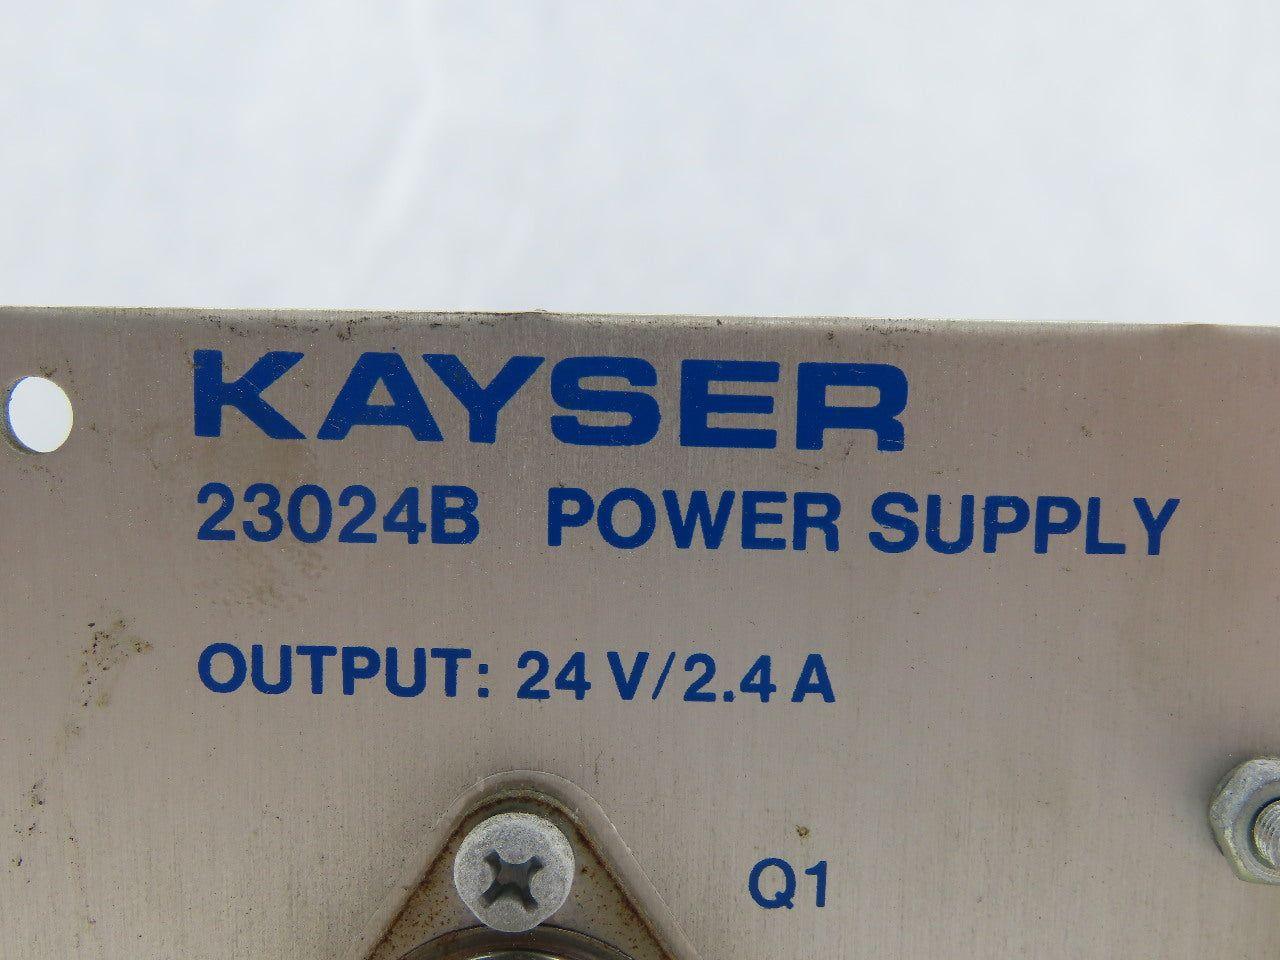 KAYSER
23024B POWER SUPPLY
OUTPUT: 24 V/2.4 A
Q1